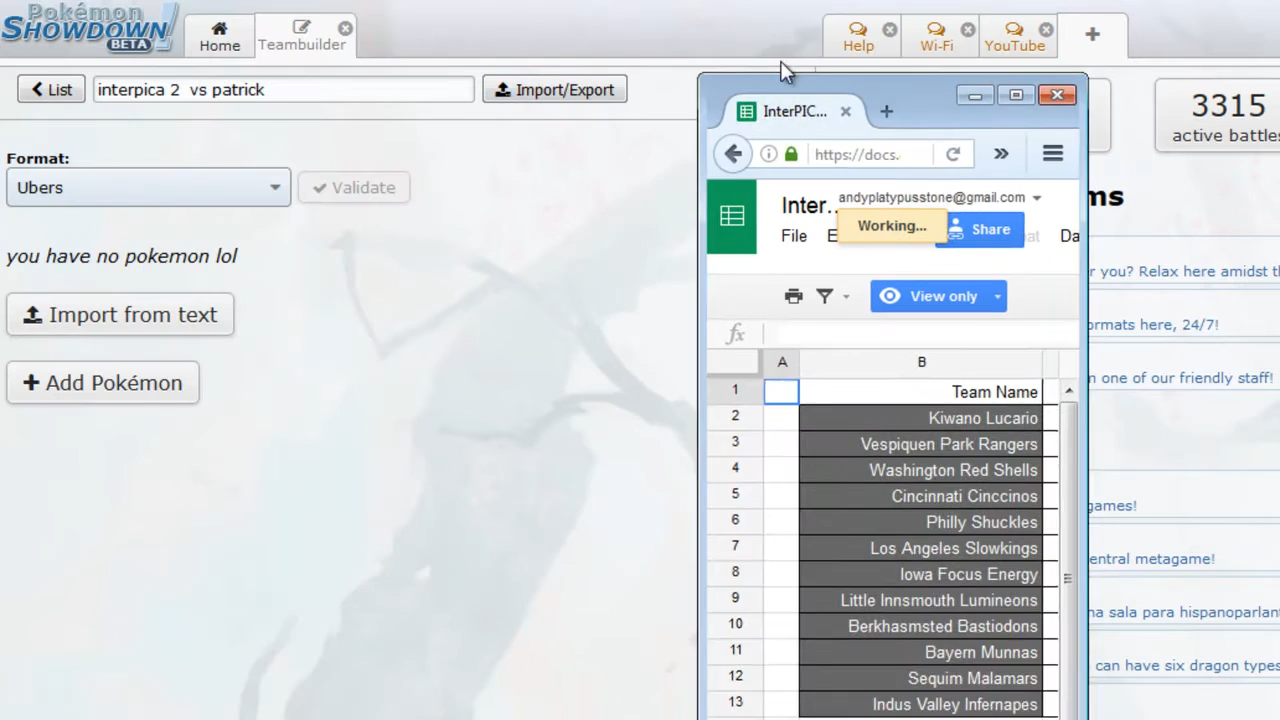 Pokémon
SHOWDOWN!
BETA
Home
Teambuilder
Help
Wi-Fi
YouTube
List
interpica 2 vs patrick
Import/Export
3315
active battles
Format:
Ubers
Validate
you have no pokemon lol
Import from text
Add Pokémon
InterPIC...
https://docs.
Inter...
andyplatypusstone@gmail.com
Working...
Share
File
E
at
Da
View only
fx
A
B
1 Team Name
2 Kiwano Lucario
3 Vespiquen Park Rangers
4 Washington Red Shells
5 Cincinnati Cinccinos
6 Philly Shuckles
7 Los Angeles Slowkings
8 Iowa Focus Energy
9 Little Innsmouth Lumineons
10 Berkhasmsted Bastiodons
11 Bayern Munnas
12 Sequim Malamars
13 Indus Valley Infernapes
ms
r you? Relax here amidst th
ormats here, 24/7!
n one of our friendly staff!
games!
entral metagame!
na sala para hispanoparlan
can have six dragon types